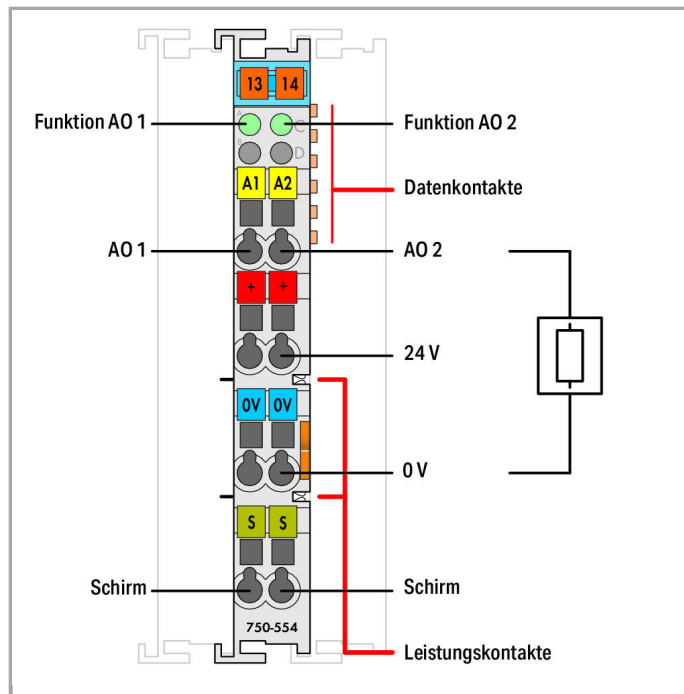 13 14
Funktion AO 1
Funktion AO 2
A
C
B
D
A1 A2
Datenkontakte
AO 1
AO 2
+ +
24 V
0V 0V
0 V
S S
Schirm
Schirm
750-554
Leistungskontakte